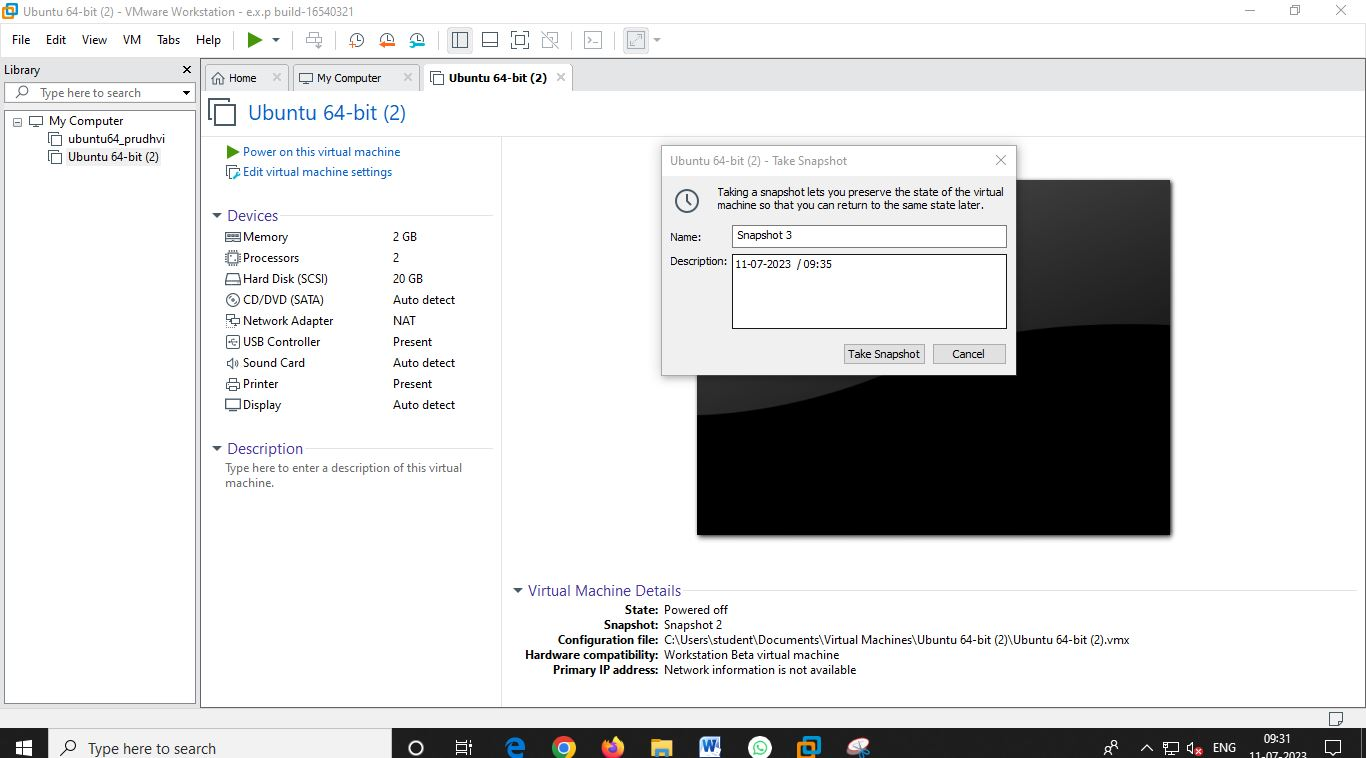 Ubuntu 64-bit (2) - VMware Workstation - e.x.p build-16540321
File Edit View VM Tabs Help
Library
Type here to search
My Computer
ubuntu64_prudhvi
Ubuntu 64-bit (2)
Home My Computer Ubuntu 64-bit (2)
Ubuntu 64-bit (2)
Power on this virtual machine
Edit virtual machine settings
Devices
Memory 2 GB
Processors 2
Hard Disk (SCSI) 20 GB
CD/DVD (SATA) Auto detect
Network Adapter NAT
USB Controller Present
Sound Card Auto detect
Printer Present
Display Auto detect
Description
Type here to enter a description of this virtual
machine.
Ubuntu 64-bit (2) - Take Snapshot
Taking a snapshot lets you preserve the state of the virtual
machine so that you can return to the same state later.
Name: Snapshot 3
Description: 11-07-2023 / 09:35
Take Snapshot Cancel
Virtual Machine Details
State: Powered off
Snapshot: Snapshot 2
Configuration file: C:\Users\student\Documents\Virtual Machines\Ubuntu 64-bit (2)\Ubuntu 64-bit (2).vmx
Hardware compatibility: Workstation Beta virtual machine
Primary IP address: Network information is not available
Type here to search
ENG
09:31
11-07-2023